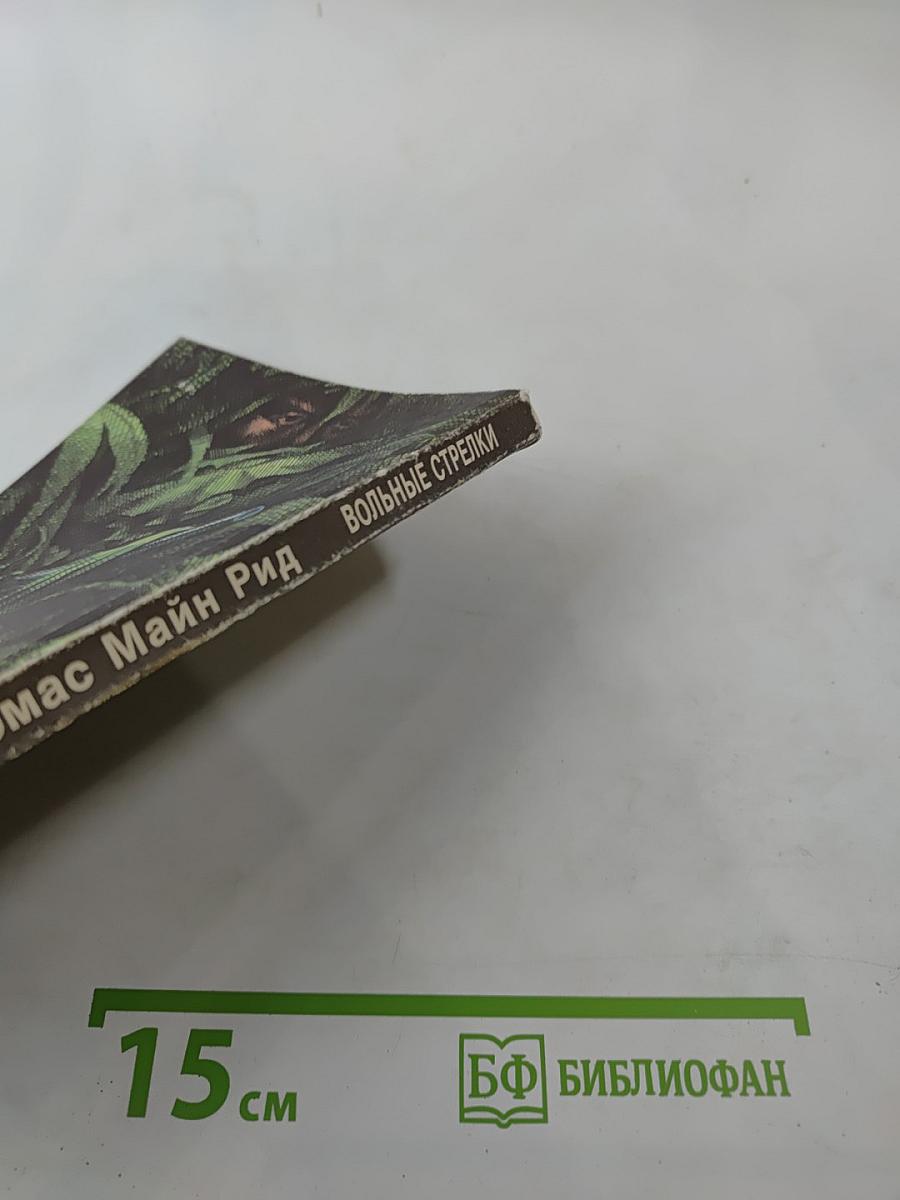 омас Майн Рид ВОЛЬНЫЕ СТРЕЛКИ
15 см
БФ БИБЛИОФАН